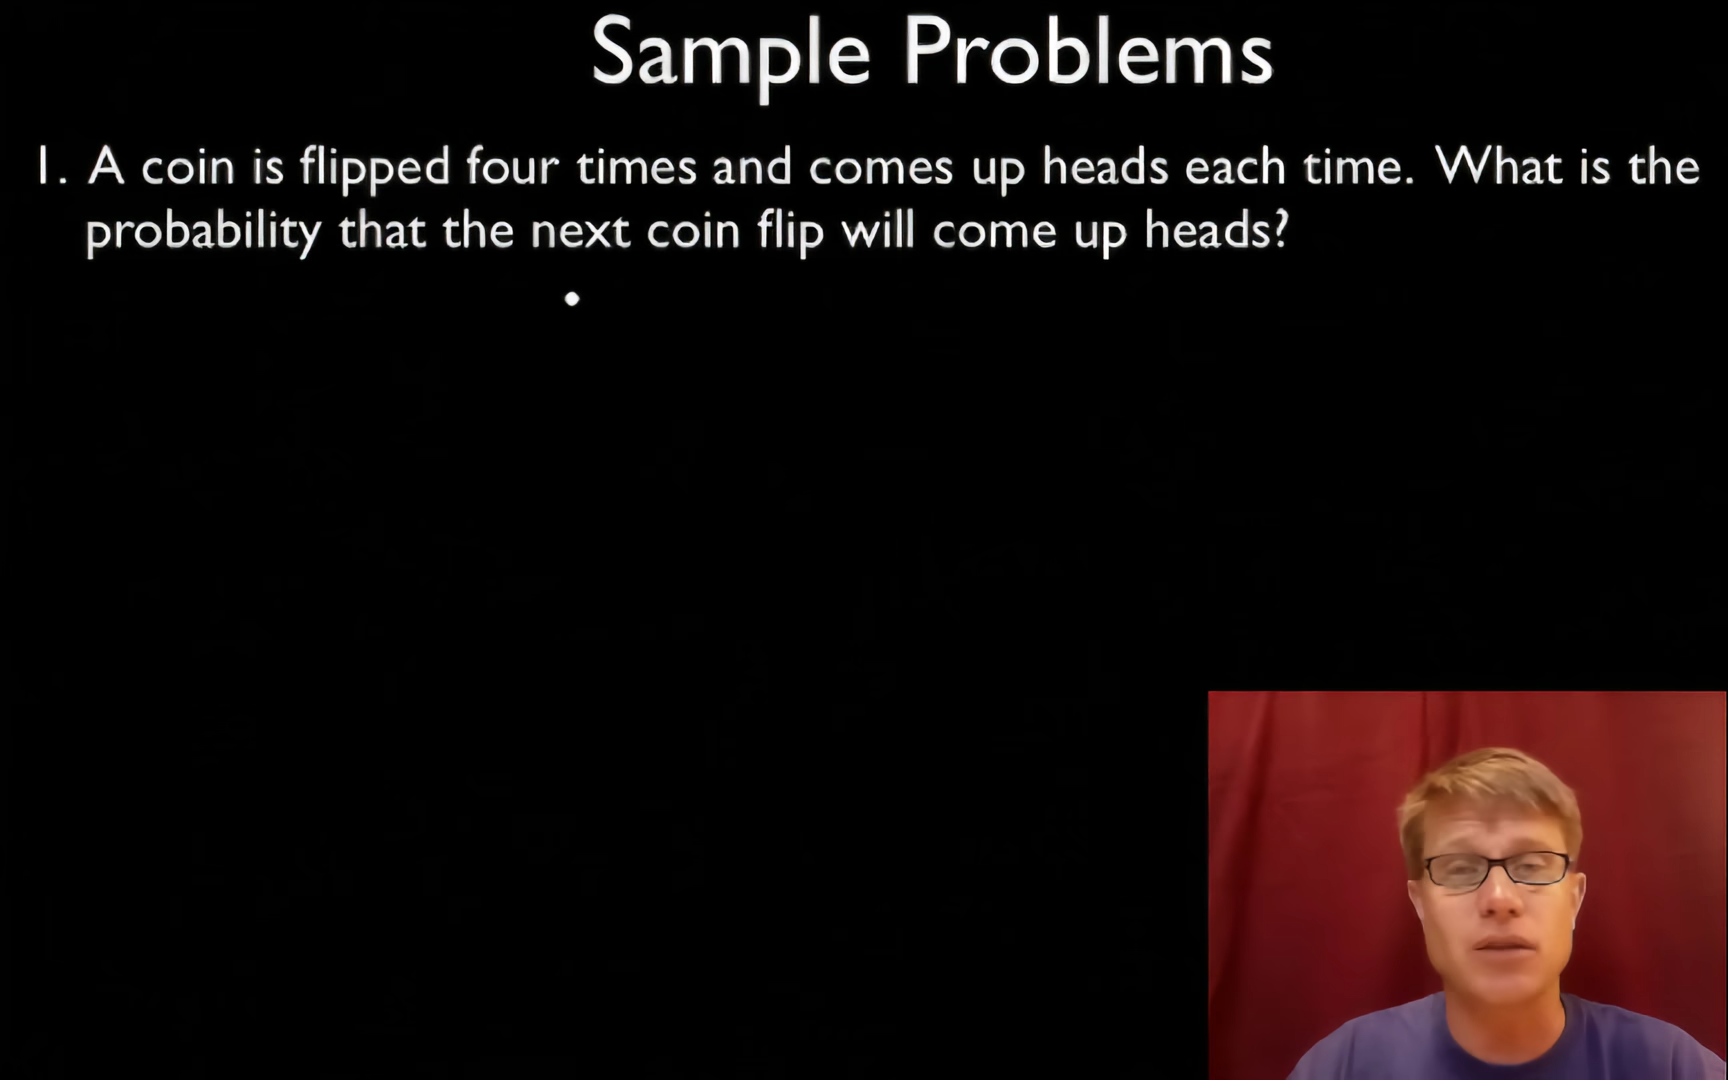 Sample Problems
1. A coin is flipped four times and comes up heads each time. What is the
probability that the next coin flip will come up heads?